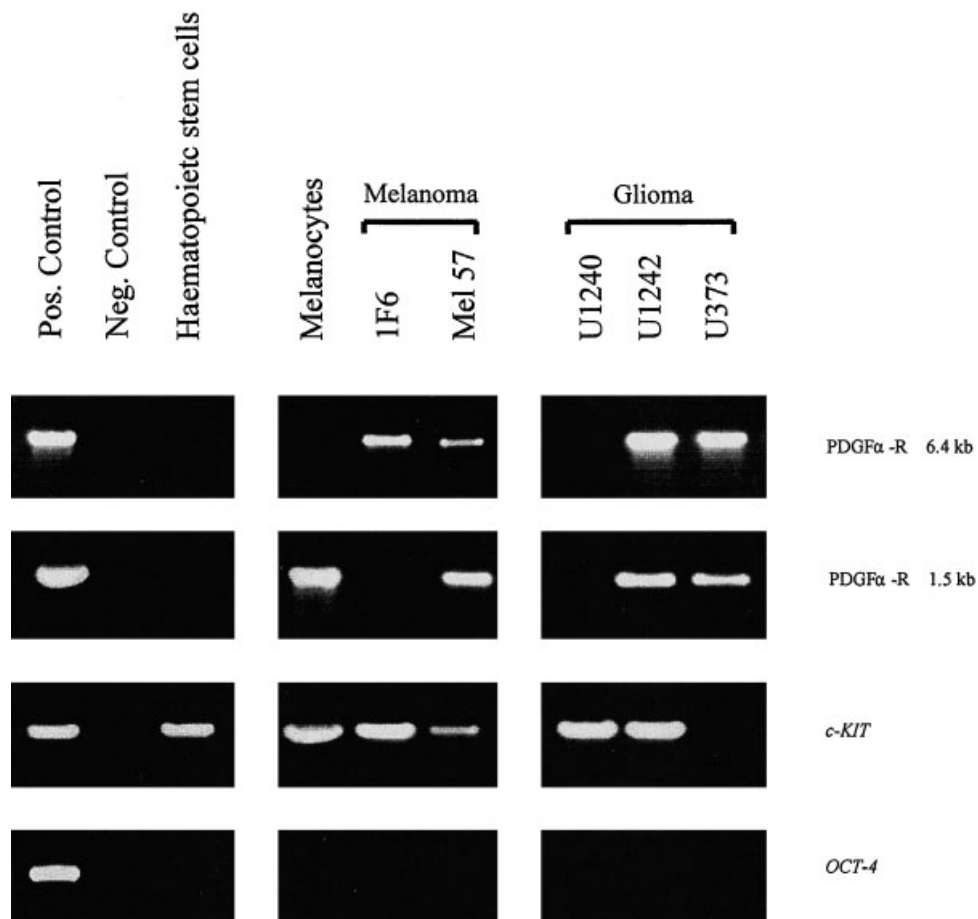 Pos. Control
Neg. Control
Haematopoietc stem cells
Melanocytes
Melanoma
1F6
Mel 57
Glioma
U1240
U1242
U373
PDGFα -R 6.4 kb
PDGFα -R 1.5 kb
c-KIT
OCT-4